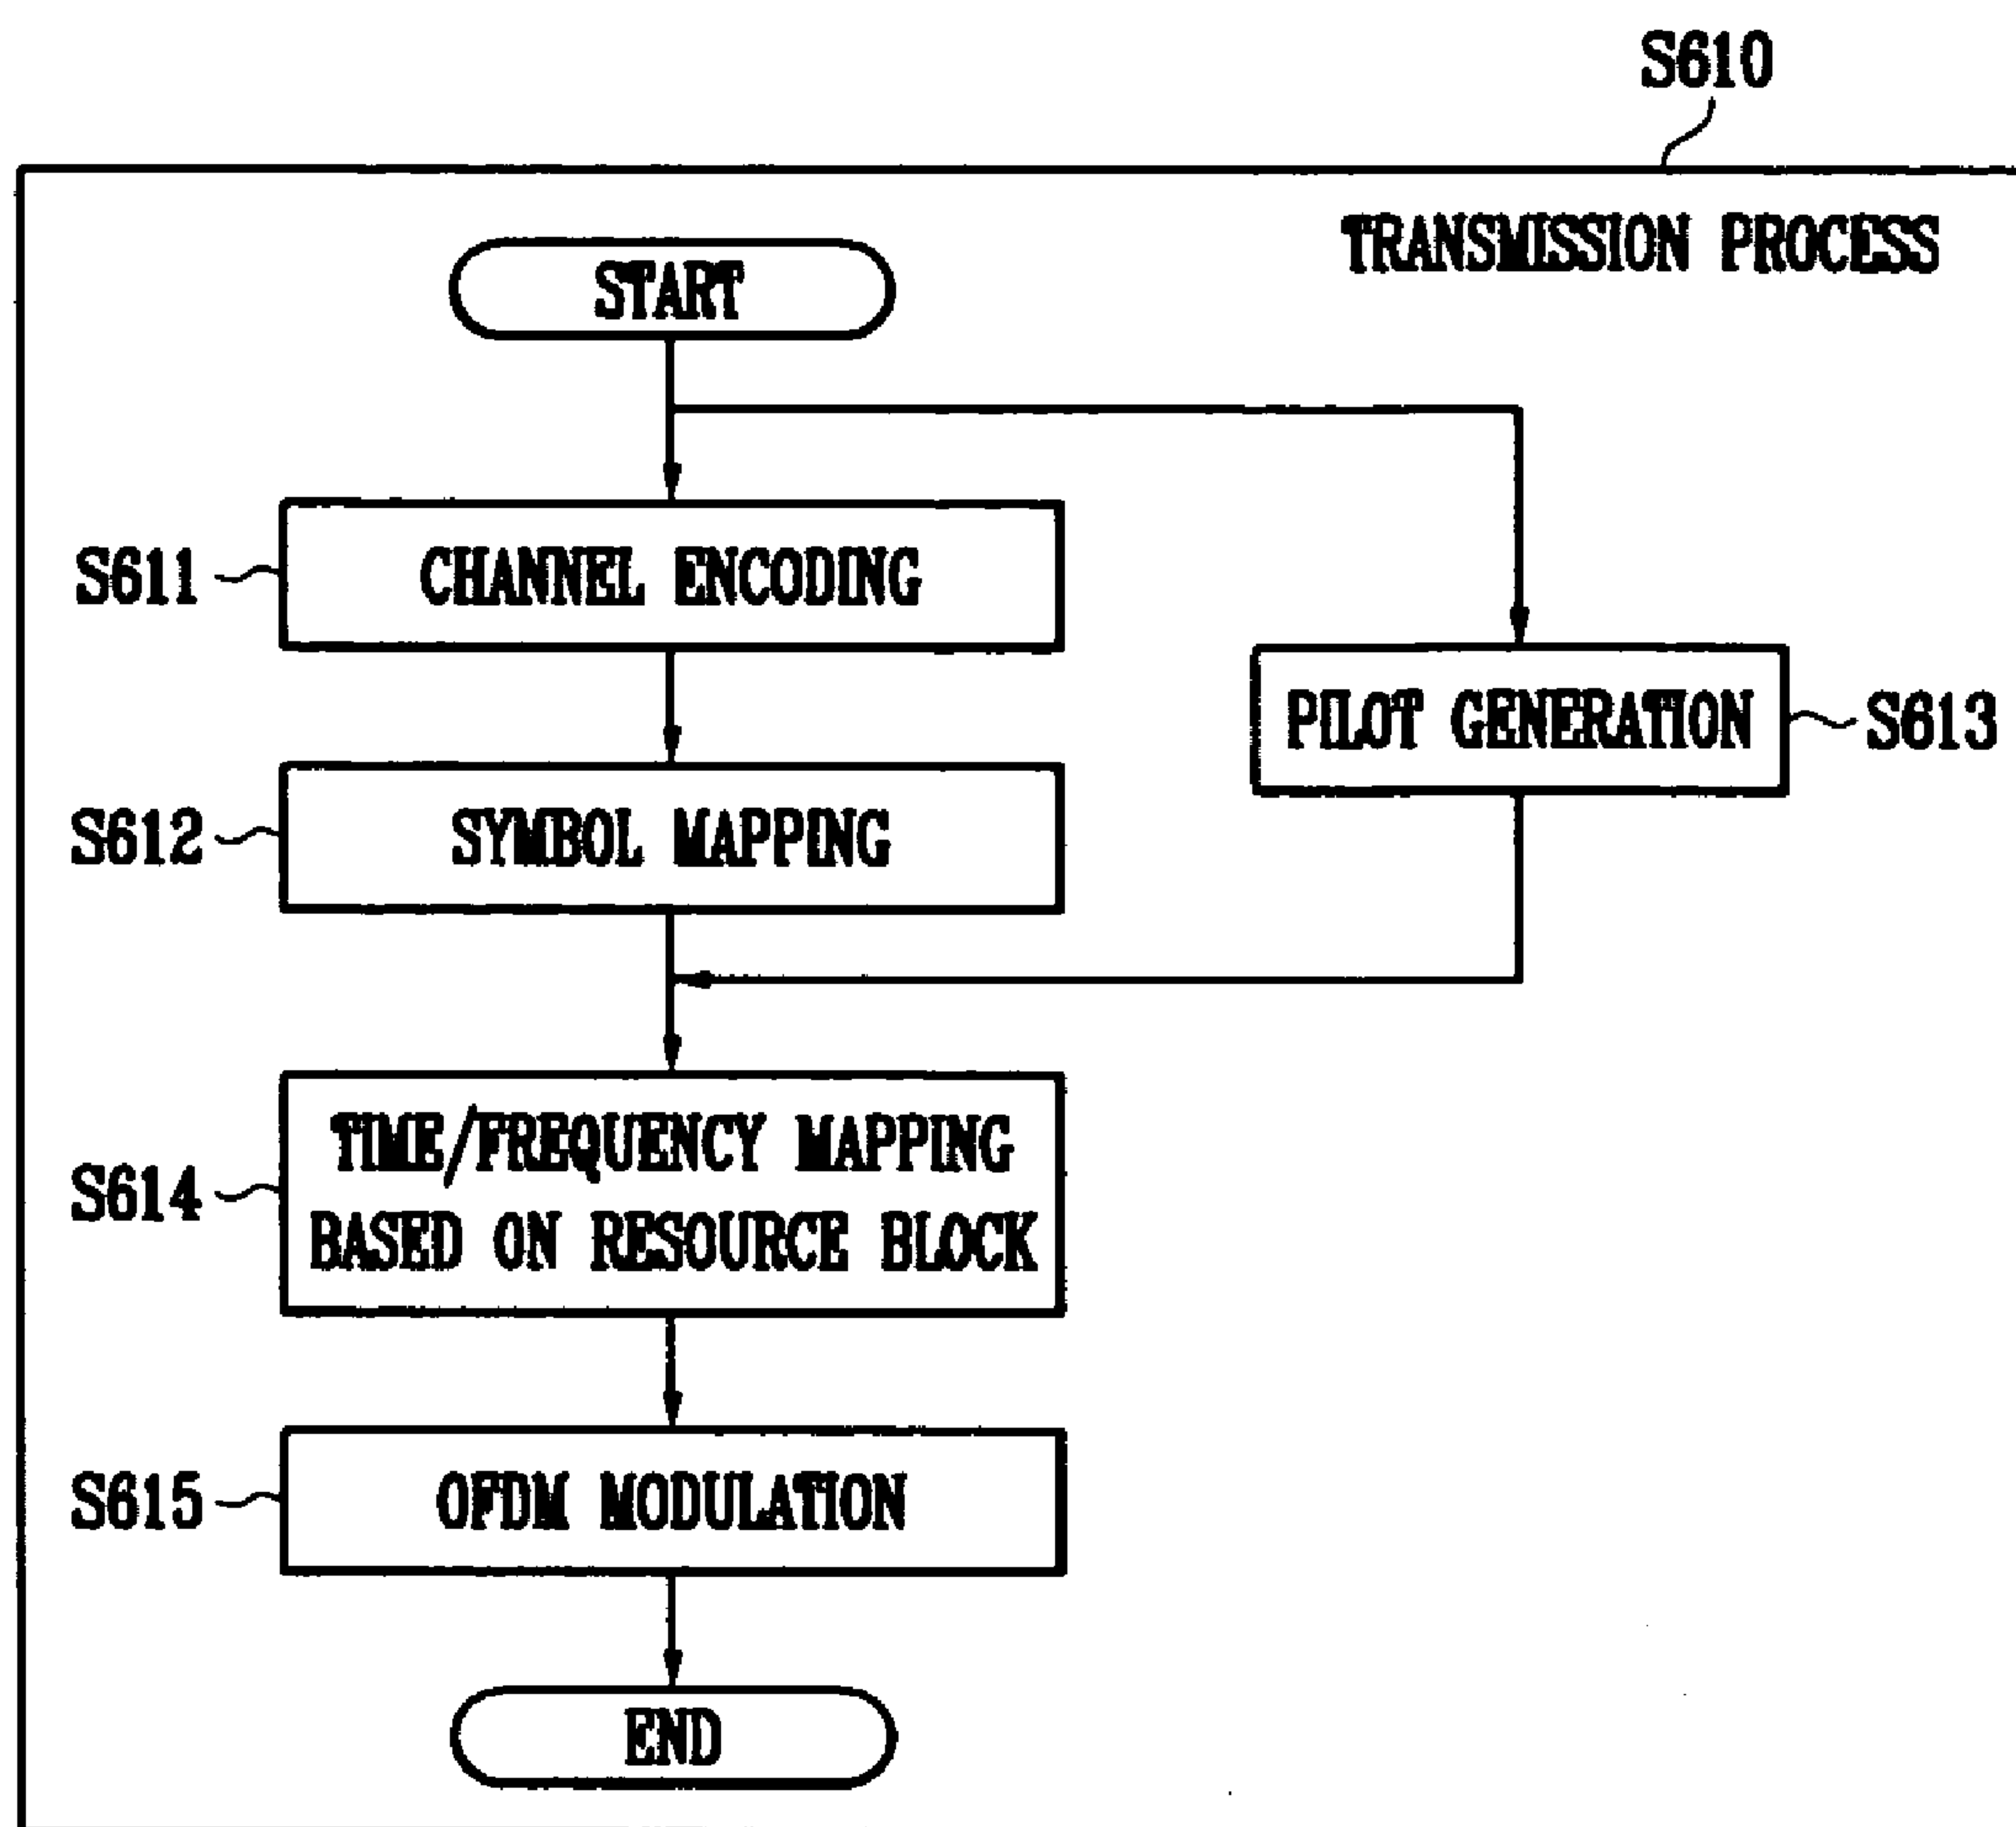 S610
TRANSMISSION PROCESS
START
S611
CHANNEL ENCODING
PILOT GENERATION
S613
S612
SYMBOL MAPPING
S614
TIME/FREQUENCY MAPPING
BASED ON RESOURCE BLOCK
S615
OFDM MODULATION
END